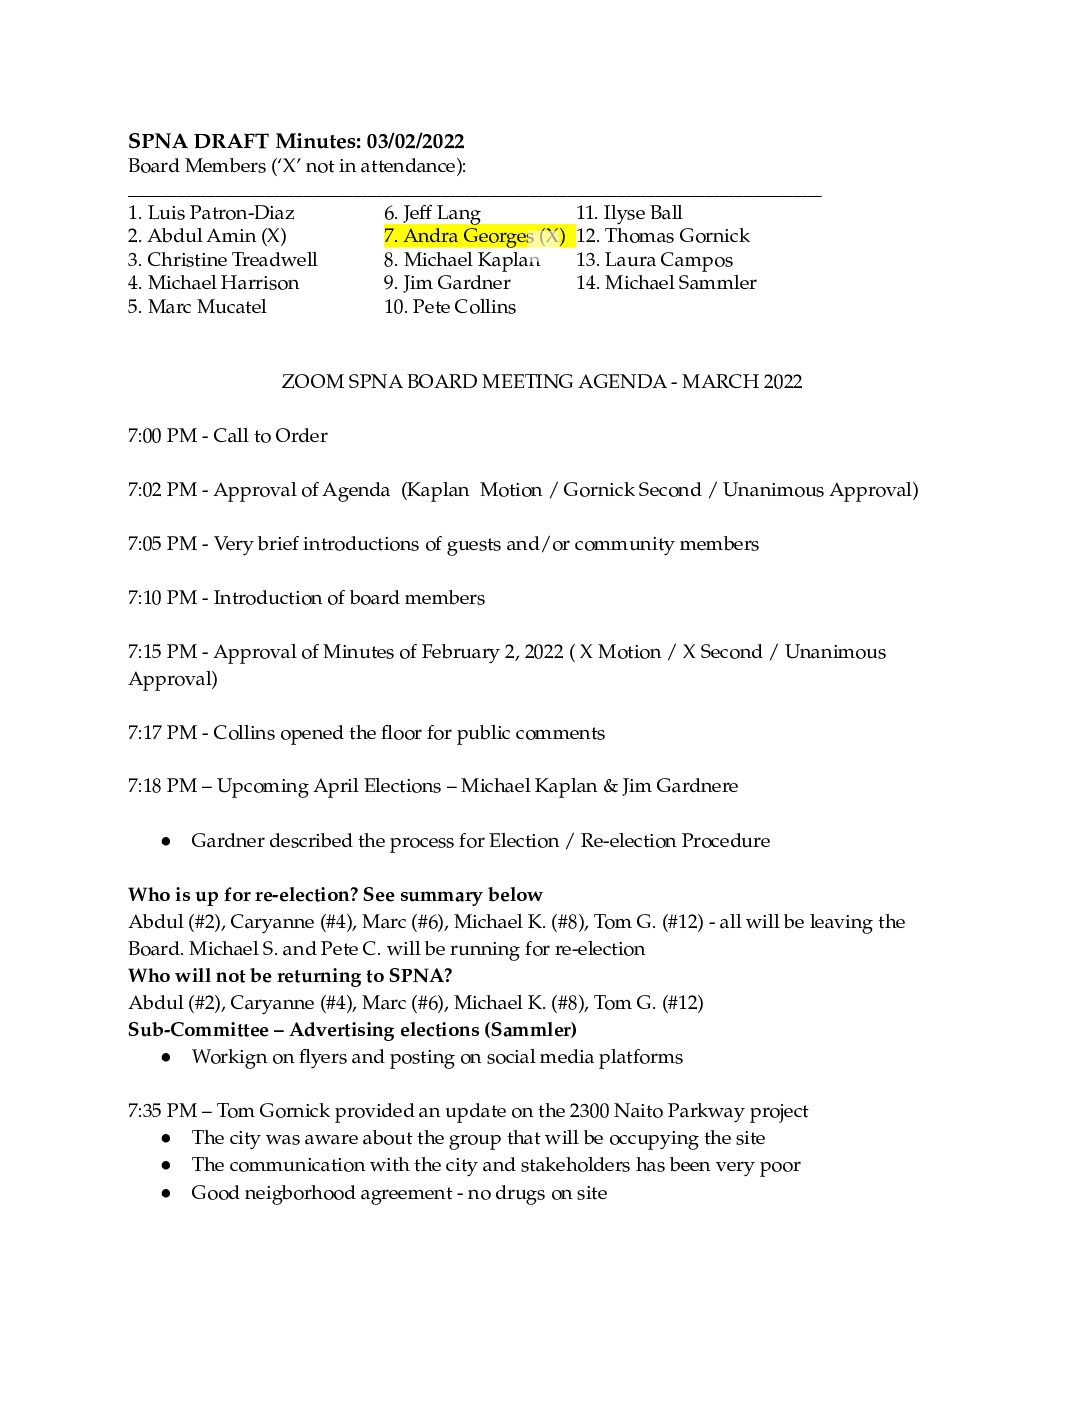 SPNA DRAFT Minutes: 03/02/2022
Board Members (‘X’ not in attendance):
1. Luis Patron-Diaz 6. Jeff Lang 11. Ilyse Ball
2. Abdul Amin (X) 7. Andra Georges (X) 12. Thomas Gornick
3. Christine Treadwell 8. Michael Kaplan 13. Laura Campos
4. Michael Harrison 9. Jim Gardner 14. Michael Sammler
5. Marc Mucatel 10. Pete Collins
ZOOM SPNA BOARD MEETING AGENDA - MARCH 2022
7:00 PM - Call to Order
7:02 PM - Approval of Agenda (Kaplan Motion / Gornick Second / Unanimous Approval)
7:05 PM - Very brief introductions of guests and/or community members
7:10 PM - Introduction of board members
7:15 PM - Approval of Minutes of February 2, 2022 ( X Motion / X Second / Unanimous
Approval)
7:17 PM - Collins opened the floor for public comments
7:18 PM – Upcoming April Elections – Michael Kaplan & Jim Gardnere
● Gardner described the process for Election / Re-election Procedure
Who is up for re-election? See summary below
Abdul (#2), Caryanne (#4), Marc (#6), Michael K. (#8), Tom G. (#12) - all will be leaving the
Board. Michael S. and Pete C. will be running for re-election
Who will not be returning to SPNA?
Abdul (#2), Caryanne (#4), Marc (#6), Michael K. (#8), Tom G. (#12)
Sub-Committee – Advertising elections (Sammler)
● Workign on flyers and posting on social media platforms
7:35 PM – Tom Gornick provided an update on the 2300 Naito Parkway project
● The city was aware about the group that will be occupying the site
● The communication with the city and stakeholders has been very poor
● Good neigborhood agreement - no drugs on site